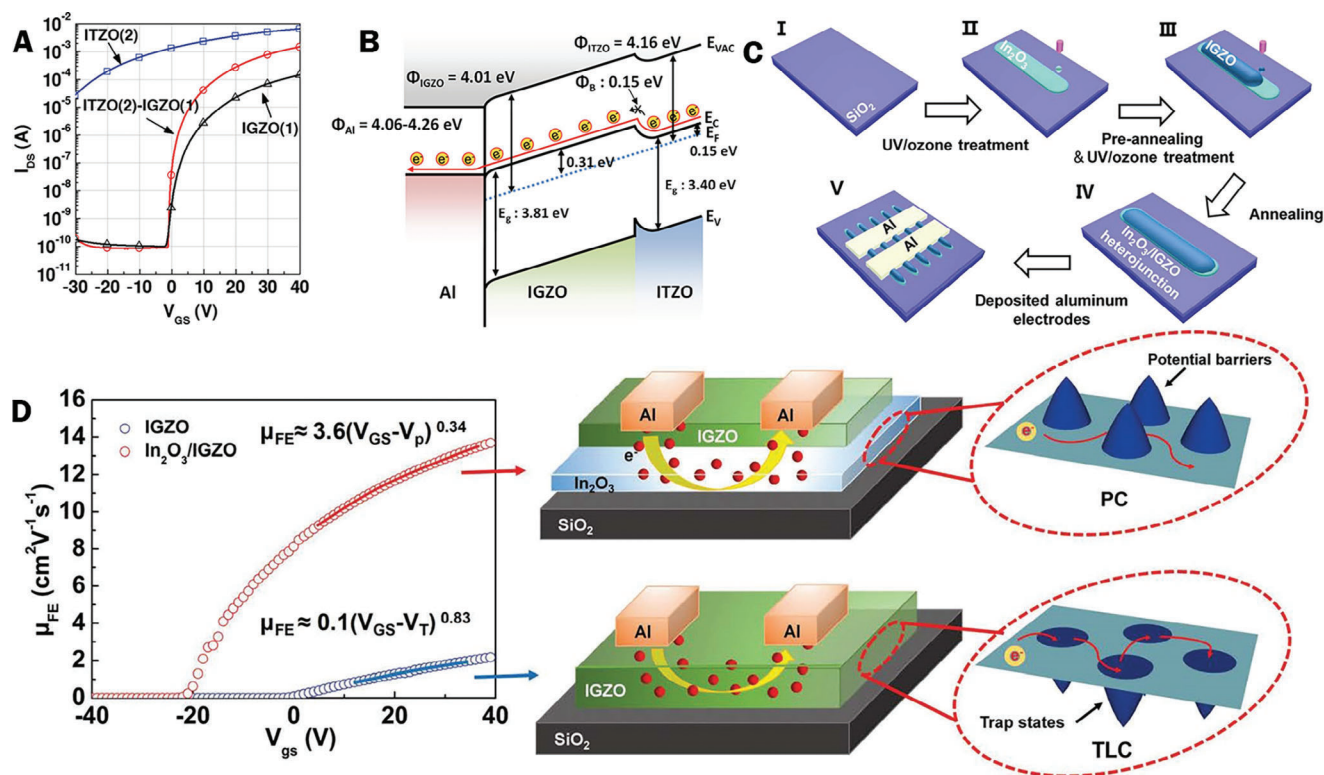 A
10⁻²
10⁻³
10⁻⁴
10⁻⁵
10⁻⁶
10⁻⁷
10⁻⁸
10⁻⁹
10⁻¹⁰
10⁻¹¹
I_DS (A)
ITZO(2)
ITZO(2)-IGZO(1)
IGZO(1)
-30 -20 -10 0 10 20 30 40
V_GS (V)
B
Φ_ITZO = 4.16 eV
E_VAC
Φ_IGZO = 4.01 eV
Φ_B : 0.15 eV
Φ_Al = 4.06-4.26 eV
e⁻ e⁻ e⁻ e⁻ e⁻ e⁻ e⁻ e⁻ e⁻ e⁻ e⁻ e⁻ e⁻
E_C
E_F
0.15 eV
0.31 eV
E_g : 3.40 eV
E_g : 3.81 eV
E_V
Al
IGZO
ITZO
C
I
SiO₂
UV/ozone treatment
II
In₂O₃
Pre-annealing
& UV/ozone treatment
III
IGZO
Annealing
IV
In₂O₃/IGZO
heterojunction
Deposited aluminum
electrodes
V
Al
Al
D
16
14
12
10
8
6
4
2
0
μ_FE (cm²V⁻¹s⁻¹)
IGZO
In₂O₃/IGZO
μ_FE≈ 3.6(V_GS-V_p)^0.34
μ_FE≈ 0.1(V_GS-V_T)^0.83
-40 -20 0 20 40
V_gs (V)
Al
Al
IGZO
e⁻
In₂O₃
SiO₂
Potential barriers
e⁻
PC
Al
Al
IGZO
SiO₂
e⁻
Trap states
TLC